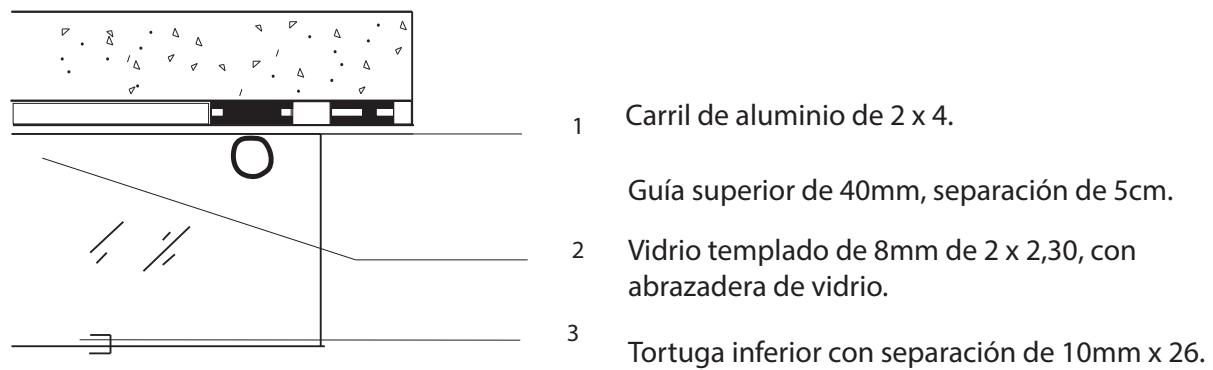 1 Carril de aluminio de 2 x 4.
Guía superior de 40mm, separación de 5cm.
2 Vidrio templado de 8mm de 2 x 2,30, con
abrazadera de vidrio.
3 Tortuga inferior con separación de 10mm x 26.